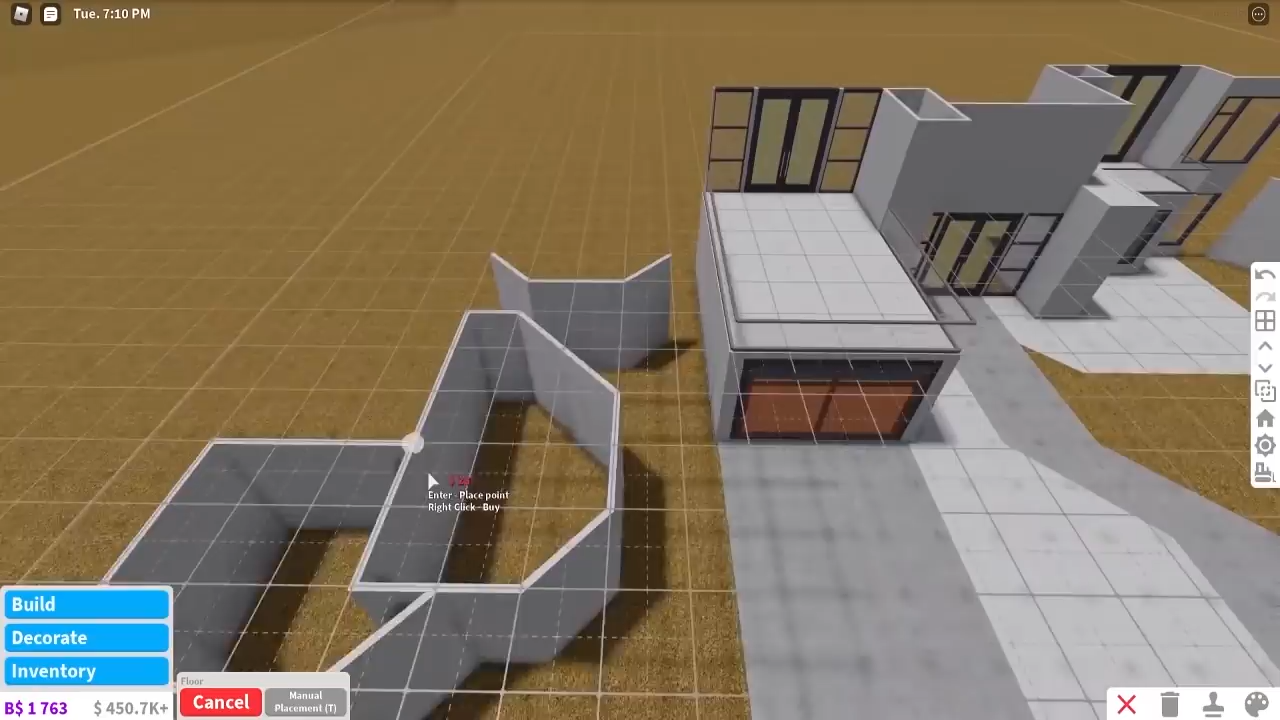 Tue. 7:10 PM
Enter - Place point
Right Click - Buy
Build
Decorate
Inventory
Floor
Cancel
Manual
Placement (T)
B$ 1 763
$ 450.7K+